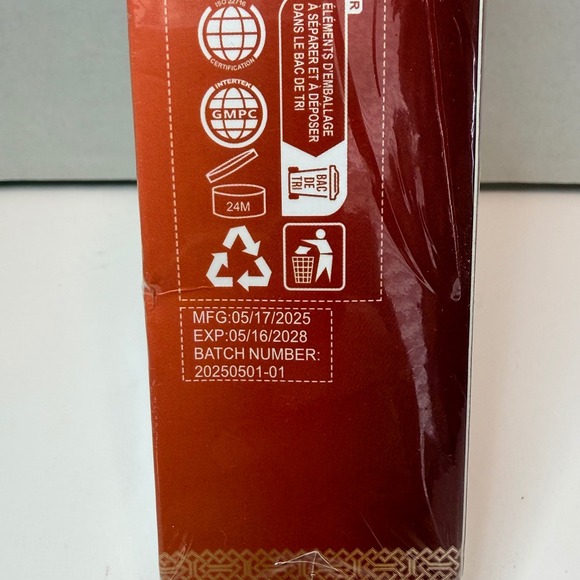 ISO 22716
CERTIFICATION
INTERTEK
GMPC
24M
R
ÉLÉMENTS D'EMBALLAGE
À SÉPARER ET À DÉPOSER
DANS LE BAC DE TRI
BAC
DE
TRI
MFG:05/17/2025
EXP:05/16/2028
BATCH NUMBER:
20250501-01